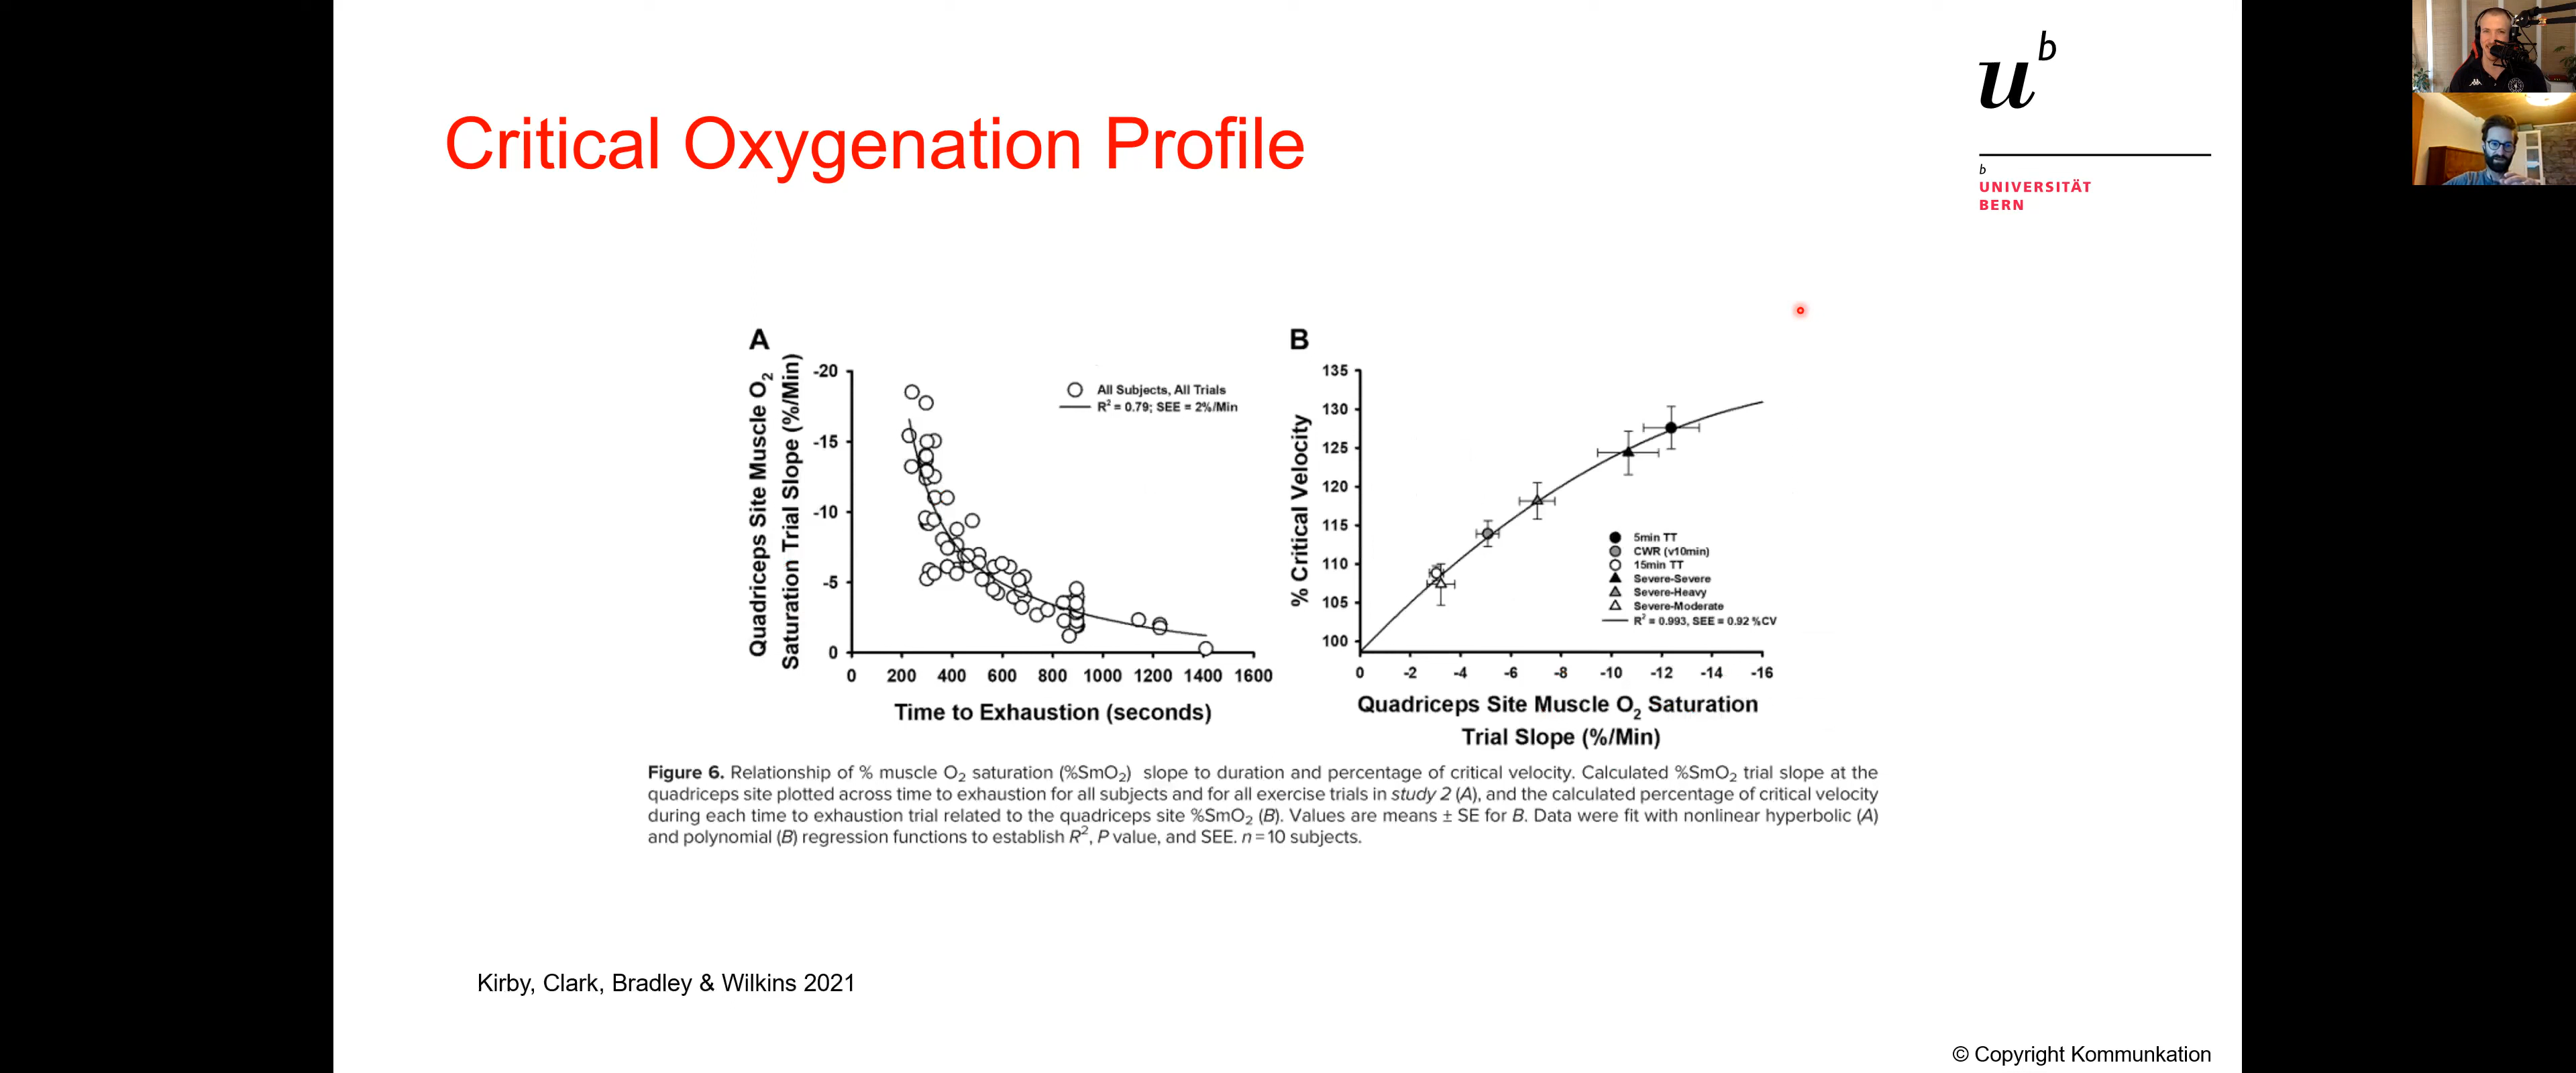 Critical Oxygenation Profile
u
b
b
UNIVERSITÄT
BERN
A
Quadriceps Site Muscle O2
Saturation Trial Slope (%/Min)
-20
-15
-10
-5
0
All Subjects, All Trials
R2 = 0.79; SEE = 2%/Min
0 200 400 600 800 1000 1200 1400 1600
Time to Exhaustion (seconds)
B
% Critical Velocity
135
130
125
120
115
110
105
100
5min TT
CWR (v10min)
15min TT
Severe-Severe
Severe-Heavy
Severe-Moderate
R2 = 0.993, SEE = 0.92 %CV
0 -2 -4 -6 -8 -10 -12 -14 -16
Quadriceps Site Muscle O2 Saturation
Trial Slope (%/Min)
Figure 6. Relationship of % muscle O2 saturation (%SmO2) slope to duration and percentage of critical velocity. Calculated %SmO2 trial slope at the
quadriceps site plotted across time to exhaustion for all subjects and for all exercise trials in study 2 (A), and the calculated percentage of critical velocity
during each time to exhaustion trial related to the quadriceps site %SmO2 (B). Values are means ± SE for B. Data were fit with nonlinear hyperbolic (A)
and polynomial (B) regression functions to establish R2, P value, and SEE. n = 10 subjects.
Kirby, Clark, Bradley & Wilkins 2021
© Copyright Kommunkation